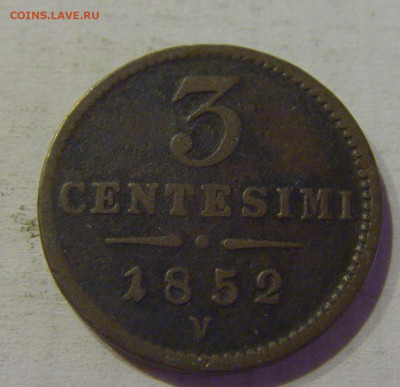 COINS.LAVE.RU
3
CENTESIMI
1852
V